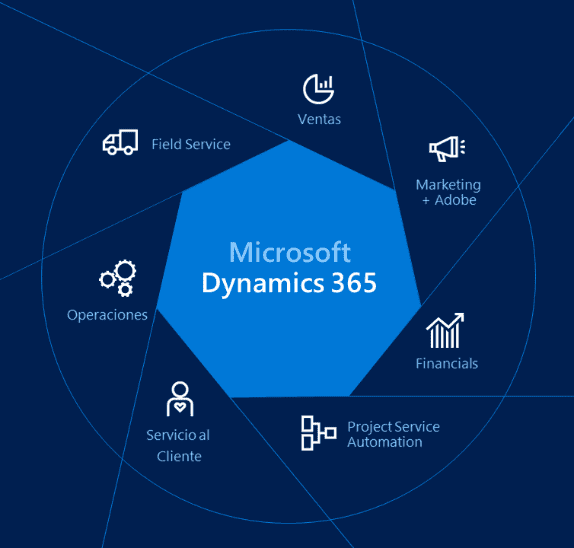 Ventas
Field Service
Marketing
+ Adobe
Microsoft
Dynamics 365
Operaciones
Financials
Servicio al
Cliente
Project Service
Automation